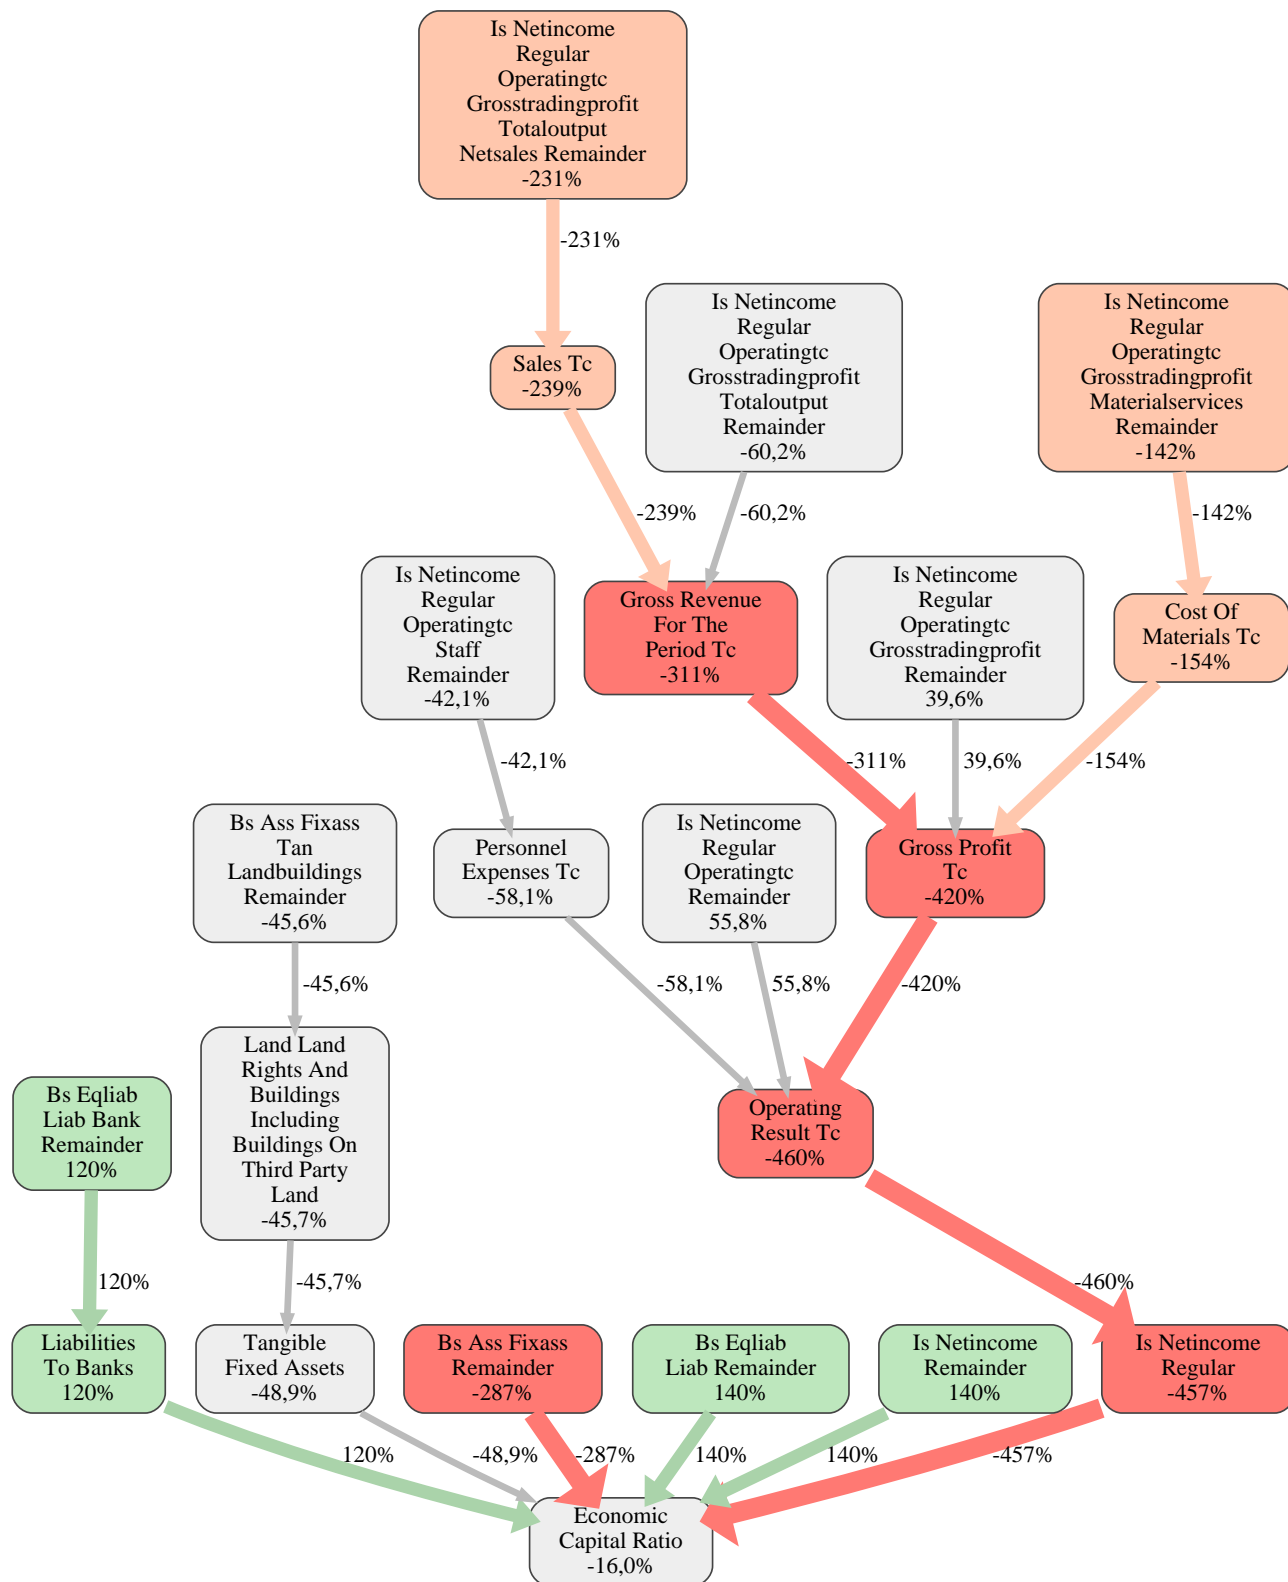 Is Netincome
Regular
Operatingtc
Grosstradingprofit
Totaloutput
Netsales Remainder
-231%
-231%
Is Netincome
Regular
Operatingtc
Grosstradingprofit
Totaloutput
Remainder
-60,2%
Is Netincome
Regular
Operatingtc
Grosstradingprofit
Materialservices
Remainder
-142%
Sales Tc
-239%
-239%
-60,2%
-142%
Is Netincome
Regular
Operatingtc
Staff
Remainder
-42,1%
Gross Revenue
For The
Period Tc
-311%
Is Netincome
Regular
Operatingtc
Grosstradingprofit
Remainder
39,6%
Cost Of
Materials Tc
-154%
-42,1%
-311%
39,6%
-154%
Bs Ass Fixass
Tan
Landbuildings
Remainder
-45,6%
Personnel
Expenses Tc
-58,1%
Is Netincome
Regular
Operatingtc
Remainder
55,8%
Gross Profit
Tc
-420%
-45,6%
-58,1%
55,8%
-420%
Bs Eqliab
Liab Bank
Remainder
120%
Land Land
Rights And
Buildings
Including
Buildings On
Third Party
Land
-45,7%
Operating
Result Tc
-460%
120%
-45,7%
-460%
Liabilities
To Banks
120%
Tangible
Fixed Assets
-48,9%
Bs Ass Fixass
Remainder
-287%
Bs Eqliab
Liab Remainder
140%
Is Netincome
Remainder
140%
Is Netincome
Regular
-457%
120%
-48,9%
-287%
140%
140%
-457%
Economic
Capital Ratio
-16,0%